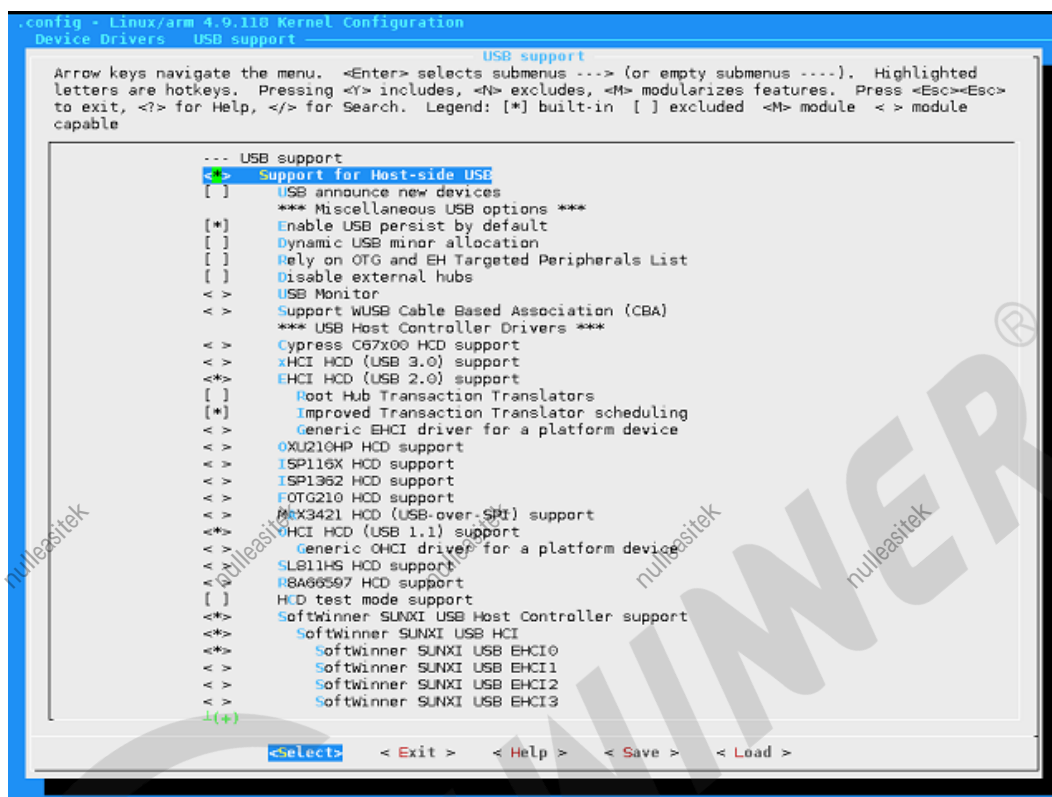 .config - Linux/arm 4.9.118 Kernel Configuration
Device Drivers   USB support
USB support
Arrow keys navigate the menu.  <Enter> selects submenus ---> (or empty submenus ----).  Highlighted
letters are hotkeys.  Pressing <Y> includes, <N> excludes, <M> modularizes features.  Press <Esc><Esc>
to exit, <?> for Help, </> for Search.  Legend: [*] built-in  [ ] excluded  <M> module  < > module
capable
--- USB support
<*>   Support for Host-side USB
[ ]     USB announce new devices
*** Miscellaneous USB options ***
[*]     Enable USB persist by default
[ ]     Dynamic USB minor allocation
[ ]     Rely on OTG and EH Targeted Peripherals List
[ ]     Disable external hubs
< >     USB Monitor
< >     Support WUSB Cable Based Association (CBA)
*** USB Host Controller Drivers ***
< >     Cypress C67x00 HCD support
< >     xHCI HCD (USB 3.0) support
<*>     EHCI HCD (USB 2.0) support
[ ]       Root Hub Transaction Translators
[*]       Improved Transaction Translator scheduling
< >       Generic EHCI driver for a platform device
< >     OXU210HP HCD support
< >     ISP116X HCD support
< >     ISP1362 HCD support
< >     FOTG210 HCD support
< >     MAX3421 HCD (USB-over-SPI) support
<*>     OHCI HCD (USB 1.1) support
< >       Generic OHCI driver for a platform device
< >     SL811HS HCD support
< >     R8A66597 HCD support
[ ]     HCD test mode support
<*>     SoftWinner SUNXI USB Host Controller support
<*>       SoftWinner SUNXI USB HCI
<*>         SoftWinner SUNXI USB EHCI0
< >         SoftWinner SUNXI USB EHCI1
< >         SoftWinner SUNXI USB EHCI2
< >         SoftWinner SUNXI USB EHCI3
┴(+)
<Select>    < Exit >    < Help >    < Save >    < Load >
nulleasitek
nulleasitek
nulleasitek
nulleasitek
nulleasitek
WINNER ®